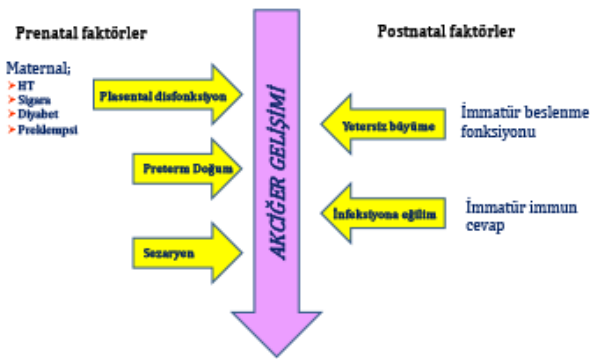 Prenatal faktörler
Maternal;
HT
Sigara
Diyabet
Preklempsi
Plasental disfonksiyon
Preterm Doğum
Sezaryen
AKCİĞER GELİŞİMİ
Postnatal faktörler
Yetersiz büyüme
İmmatür beslenme
fonksiyonu
İnfeksiyona eğilim
İmmatür immun
cevap